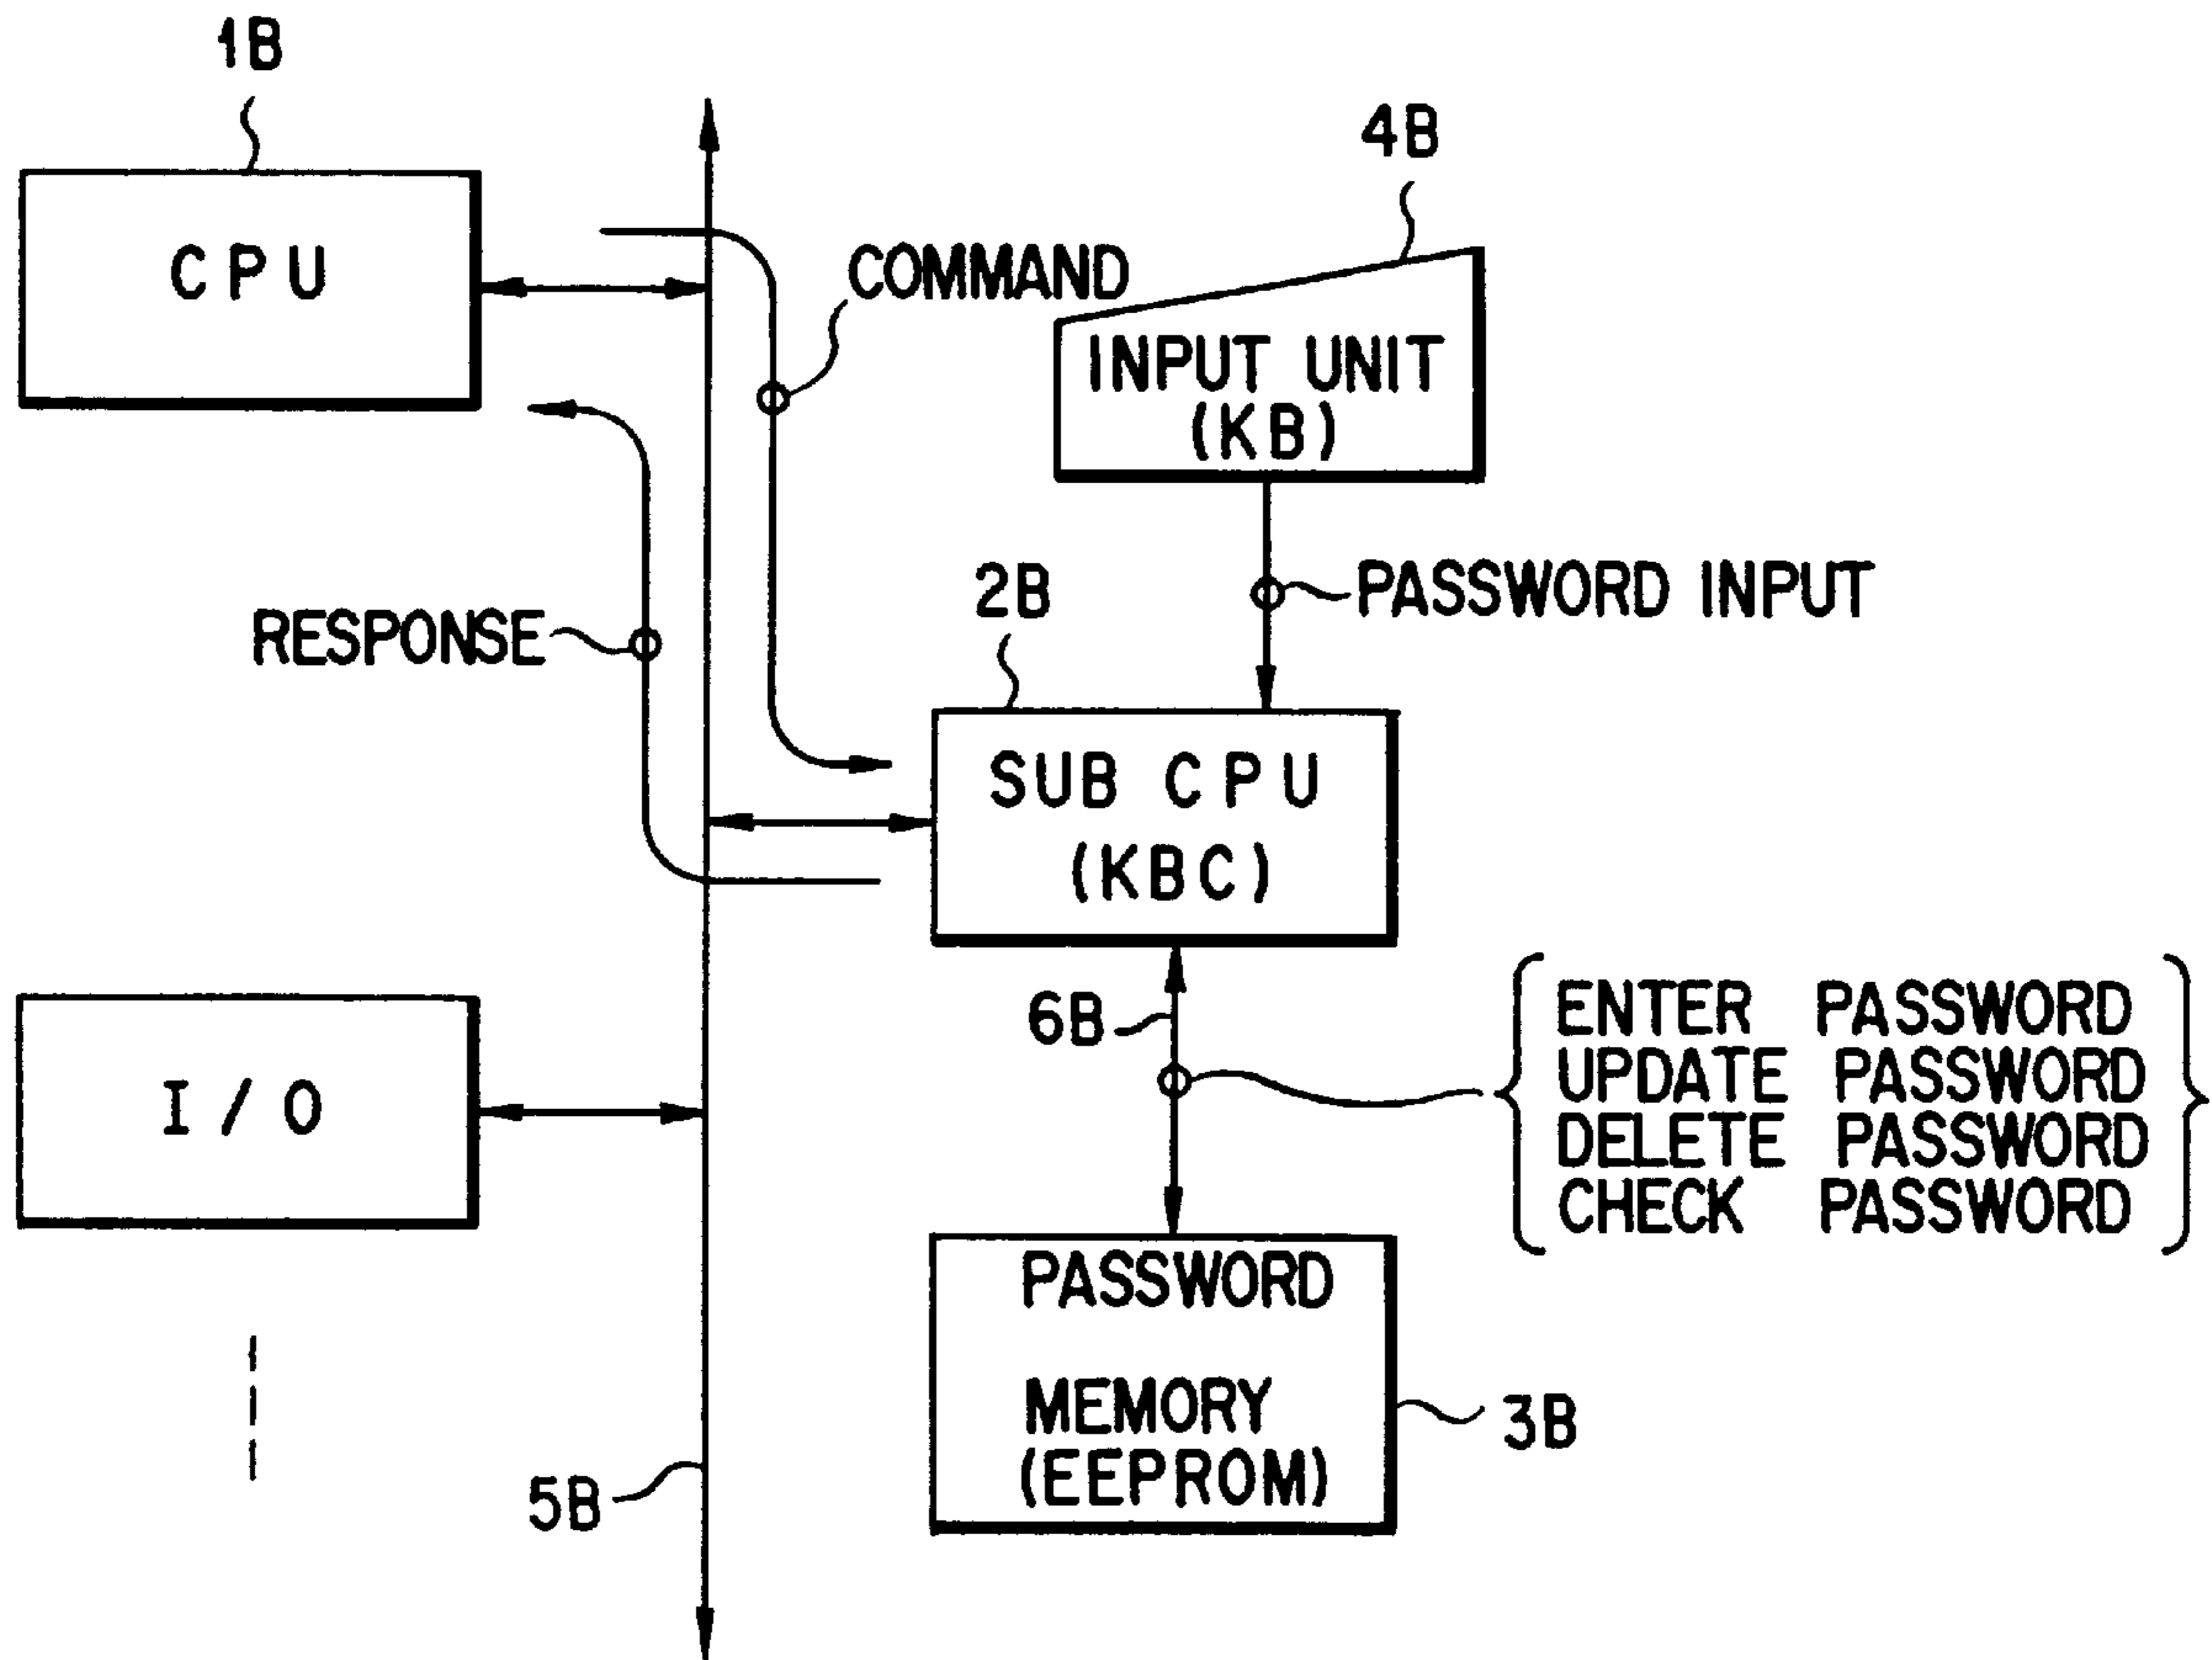 1B
CPU
COMMAND
4B
INPUT UNIT
(KB)
PASSWORD INPUT
RESPONSE
2B
SUB CPU
(KBC)
6B
ENTER PASSWORD
UPDATE PASSWORD
DELETE PASSWORD
CHECK PASSWORD
I/O
PASSWORD
MEMORY
(EEPROM)
3B
5B